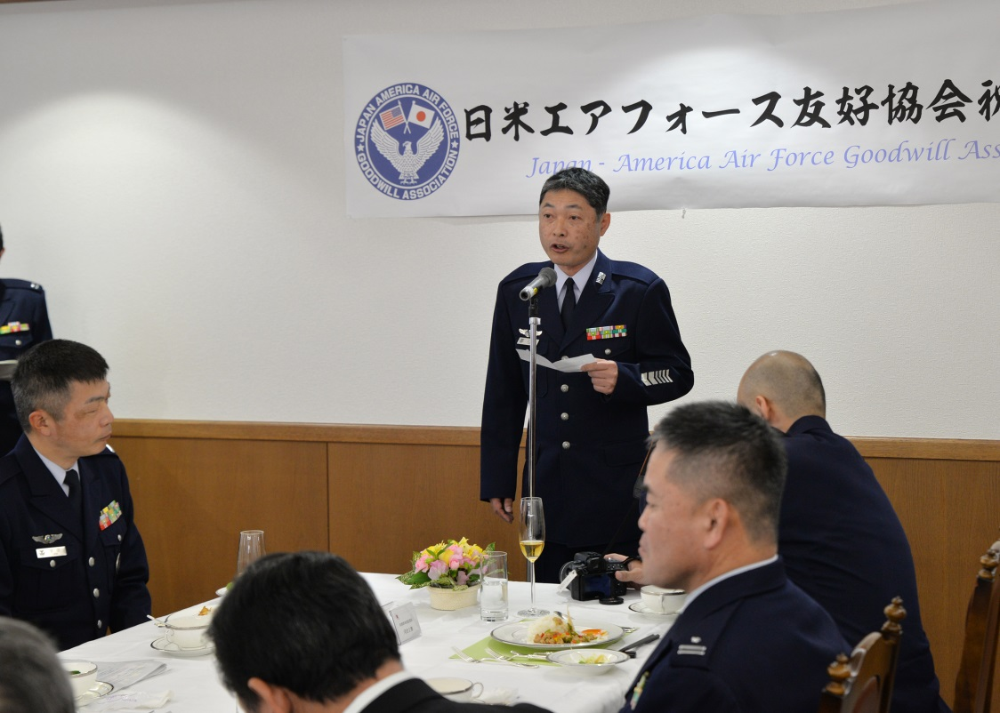 JAPAN AMERICA AIR FORCE
GOODWILL ASSOCIATION
日米エアフォース友好協会祝
Japan - America Air Force Goodwill Ass